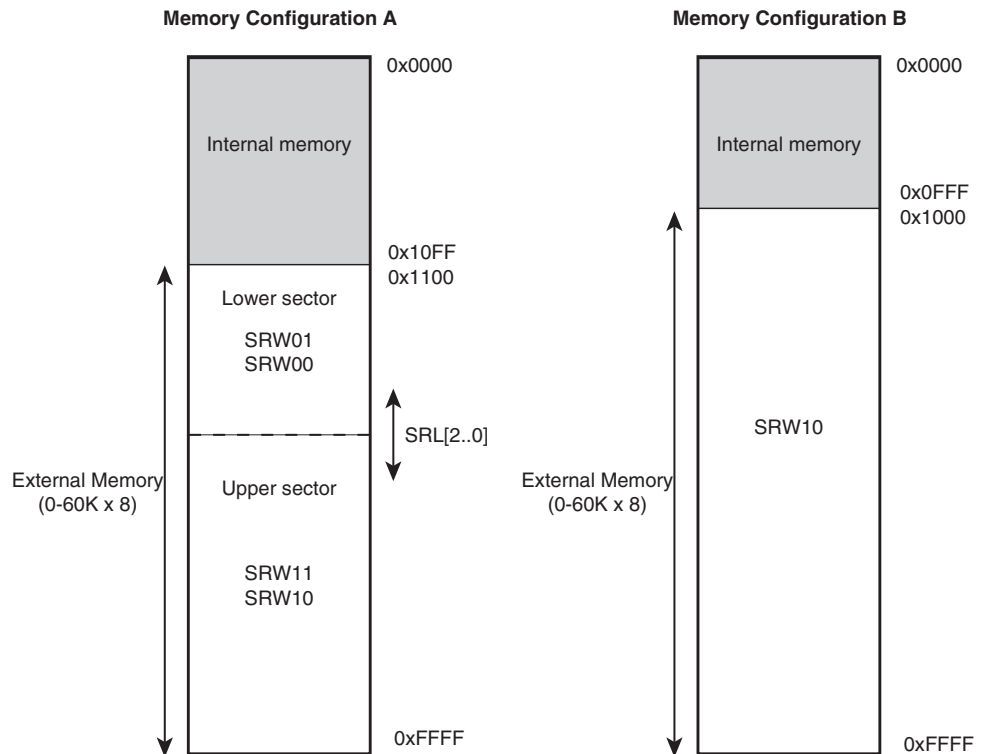 Memory Configuration A
0x0000
Internal memory
0x10FF
0x1100
Lower sector
SRW01
SRW00
SRL[2..0]
External Memory
(0-60K x 8)
Upper sector
SRW11
SRW10
0xFFFF
Memory Configuration B
0x0000
Internal memory
0x0FFF
0x1000
SRW10
External Memory
(0-60K x 8)
0xFFFF